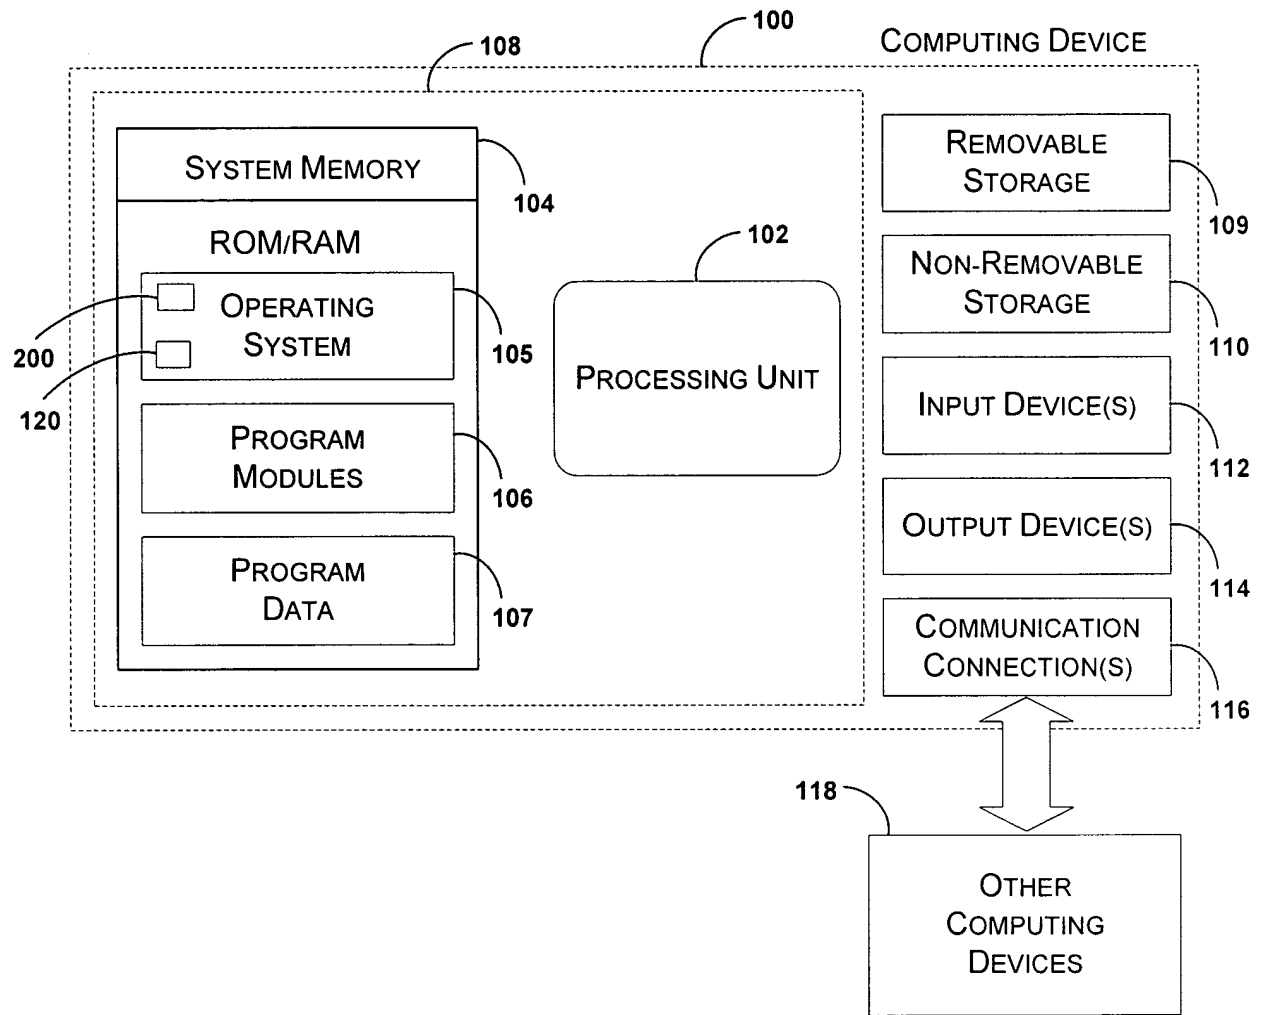 100
COMPUTING DEVICE
108
SYSTEM MEMORY
104
ROM/RAM
OPERATING
SYSTEM
200
120
105
PROGRAM
MODULES
106
PROGRAM
DATA
107
102
PROCESSING UNIT
REMOVABLE
STORAGE
109
NON-REMOVABLE
STORAGE
110
INPUT DEVICE(S)
112
OUTPUT DEVICE(S)
114
COMMUNICATION
CONNECTION(S)
116
118
OTHER
COMPUTING
DEVICES